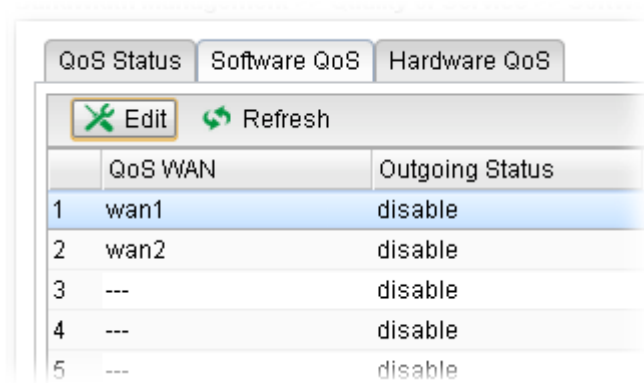 QoS Status Software QoS Hardware QoS
Edit Refresh
QoS WAN Outgoing Status
1 wan1 disable
2 wan2 disable
3 --- disable
4 --- disable
5 --- disable